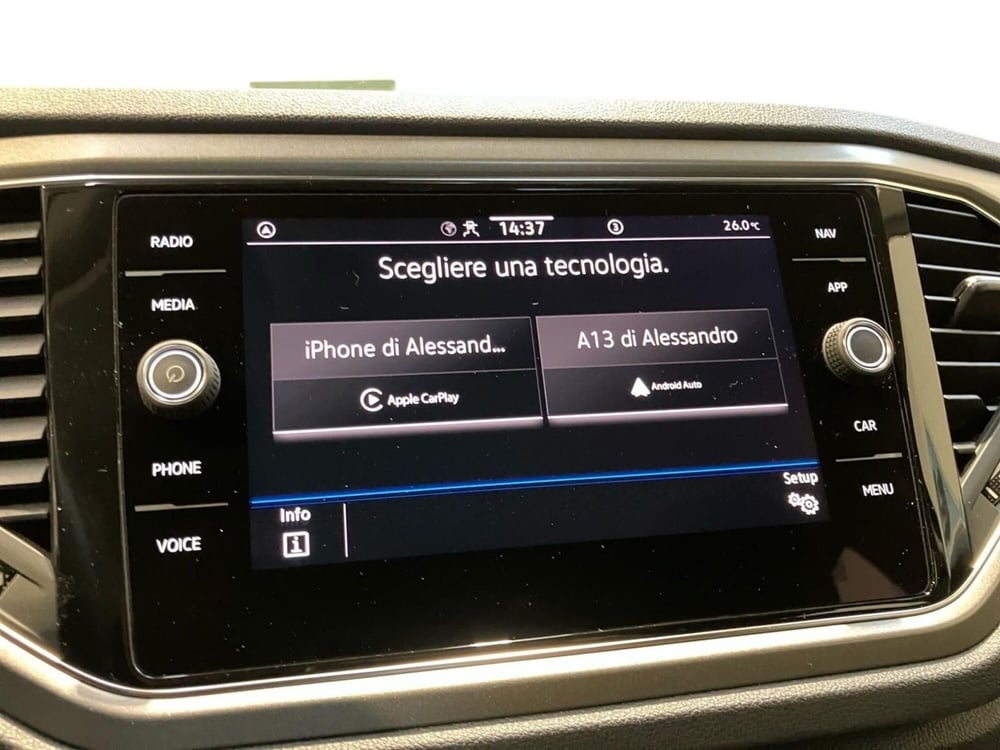 RADIO
MEDIA
PHONE
VOICE
14:37
3
26.0°C
Scegliere una tecnologia.
iPhone di Alessand...
Apple CarPlay
A13 di Alessandro
Android Auto
Info
Setup
NAV
APP
CAR
MENU